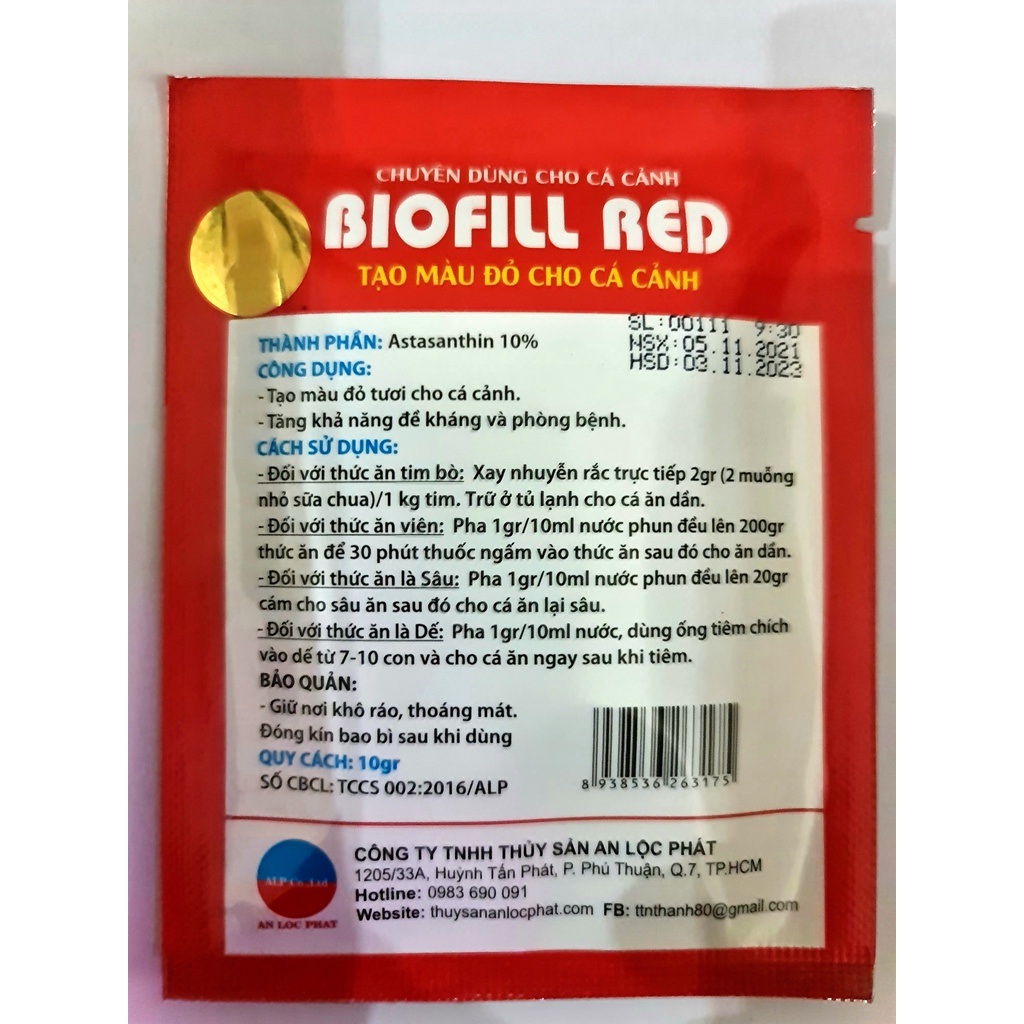 CHUYÊN DÙNG CHO CÁ CẢNH
BIOFILL RED
TẠO MÀU ĐỎ CHO CÁ CẢNH
SL:00111 9:30
NSX:05.11.2021
HSD:03.11.2023
THÀNH PHẦN: Astasanthin 10%
CÔNG DỤNG:
- Tạo màu đỏ tươi cho cá cảnh.
- Tăng khả năng đề kháng và phòng bệnh.
CÁCH SỬ DỤNG:
- Đối với thức ăn tim bò: Xay nhuyễn rắc trực tiếp 2gr (2 muỗng
nhỏ sữa chua)/1 kg tim. Trữ ở tủ lạnh cho cá ăn dần.
- Đối với thức ăn viên: Pha 1gr/10ml nước phun đều lên 200gr
thức ăn để 30 phút thuốc ngấm vào thức ăn sau đó cho ăn dần.
- Đối với thức ăn là Sâu: Pha 1gr/10ml nước phun đều lên 20gr
cám cho sâu ăn sau đó cho cá ăn lại sâu.
- Đối với thức ăn là Dế: Pha 1gr/10ml nước, dùng ống tiêm chích
vào dế từ 7-10 con và cho cá ăn ngay sau khi tiêm.
BẢO QUẢN:
- Giữ nơi khô ráo, thoáng mát.
Đóng kín bao bì sau khi dùng
QUY CÁCH: 10gr
SỐ CBCL: TCCS 002:2016/ALP
8 938536 263175
CÔNG TY TNHH THỦY SẢN AN LỘC PHÁT
1205/33A, Huỳnh Tấn Phát, P. Phú Thuận, Q.7, TP.HCM
Hotline: 0983 690 091
Website: thuysananlocphat.com FB: ttnthanh80@gmail.com
ALP Co.,Ltd
AN LOC PHAT